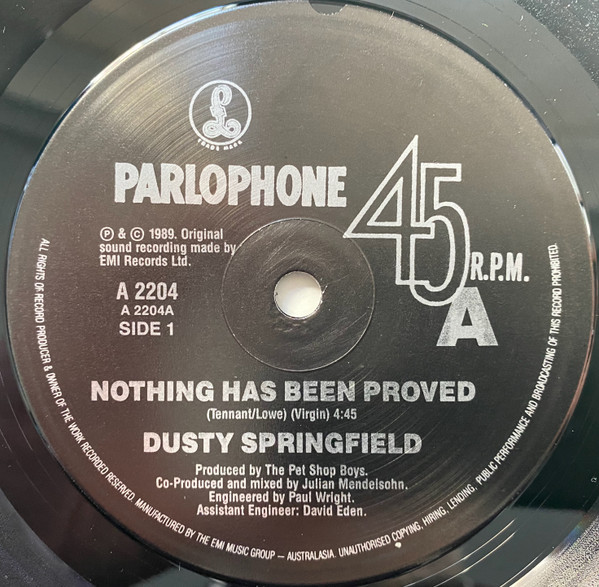 £
TRADE MARK
PARLOPHONE
45
R.P.M.
A
Ⓟ & © 1989. Original
sound recording made by
EMI Records Ltd.
A 2204
A 2204A
SIDE 1
NOTHING HAS BEEN PROVED
(Tennant/Lowe) (Virgin) 4:45
DUSTY SPRINGFIELD
Produced by The Pet Shop Boys.
Co-Produced and mixed by Julian Mendelsohn.
Engineered by Paul Wright.
Assistant Engineer: David Eden.
ALL RIGHTS OF RECORD PRODUCER & OWNER OF THE WORK RECORDED RESERVED. MANUFACTURED BY THE EMI MUSIC GROUP – AUSTRALASIA. UNAUTHORISED COPYING, HIRING, LENDING, PUBLIC PERFORMANCE AND BROADCASTING OF THIS RECORD PROHIBITED.